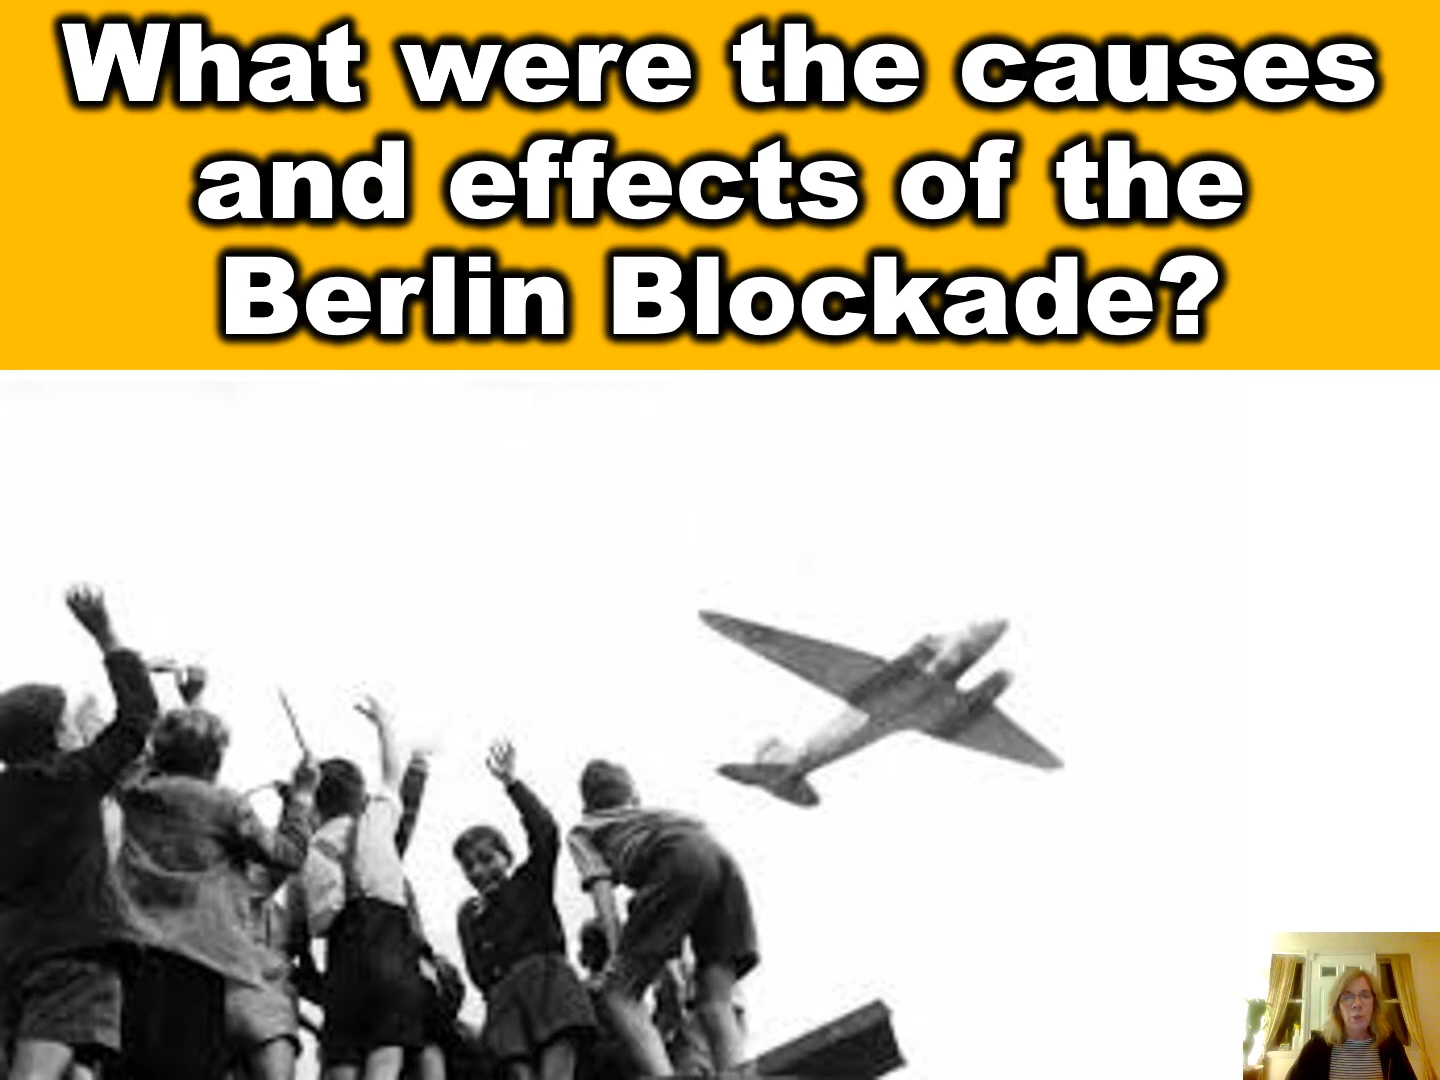 What were the causes
and effects of the
Berlin Blockade?